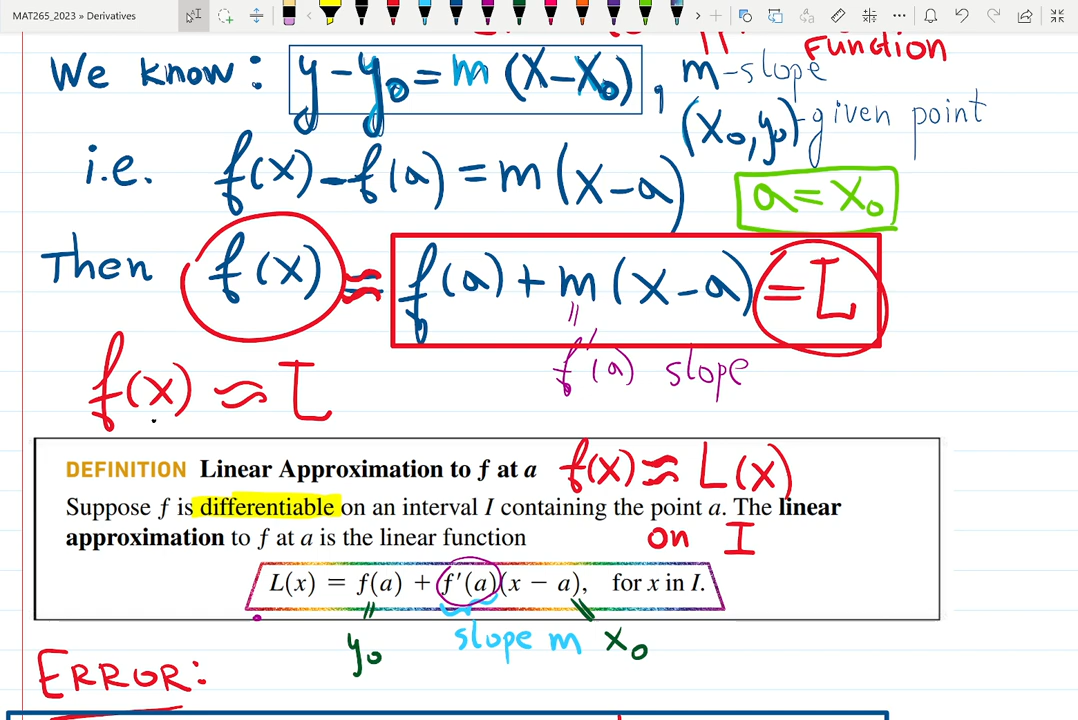 MAT265_2023 » Derivatives
Function
We know: y-y₀=m(x-x₀), m-slope
(x₀,y₀)-given point
i.e. f(x)-f(a)=m(x-a)
a=x₀
Then f(x) ≈ f(a)+m(x-a) = L
"
f'(a) slope
f(x) ≈ L
DEFINITION Linear Approximation to f at a f(x) ≈ L(x)
Suppose f is differentiable on an interval I containing the point a. The linear
approximation to f at a is the linear function on I
L(x) = f(a) + f'(a)(x − a), for x in I.
y₀ slope m x₀
ERROR: